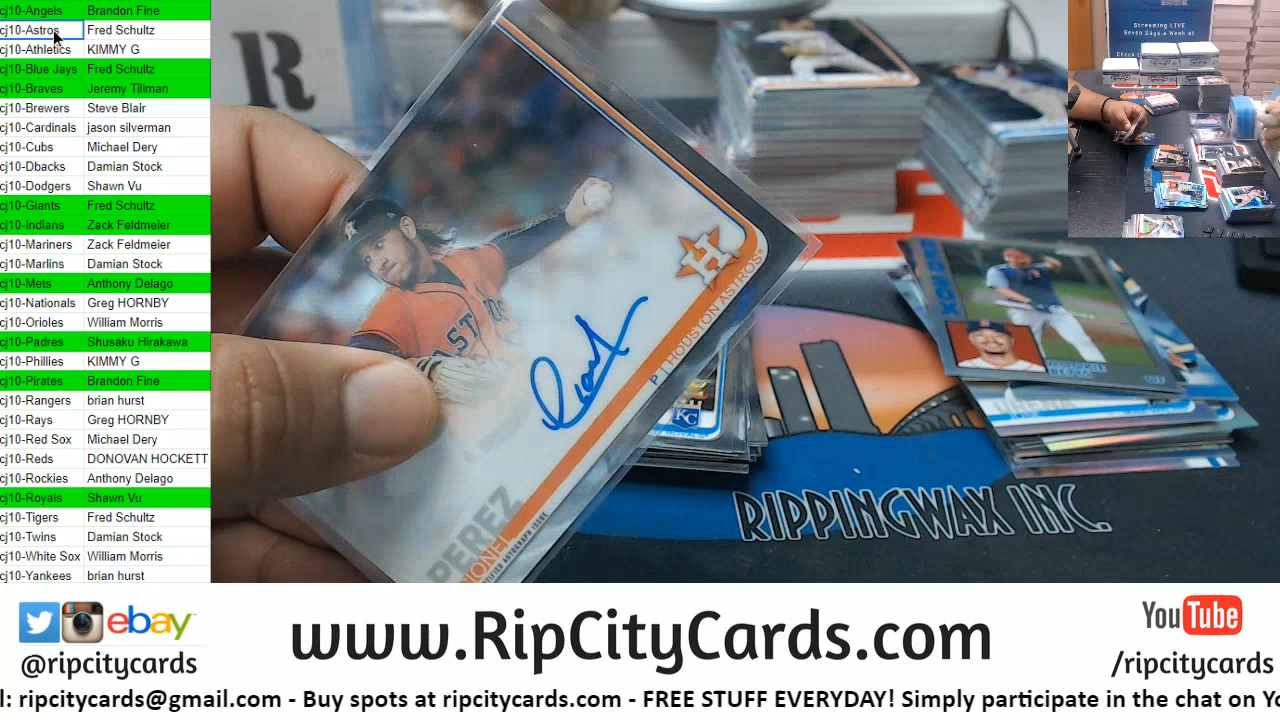 cj10-Angels Brandon Fine
cj10-Astros Fred Schultz
cj10-Athletics KIMMY G
cj10-Blue Jays Fred Schultz
cj10-Braves Jeremy Tillman
cj10-Brewers Steve Blair
cj10-Cardinals jason silverman
cj10-Cubs Michael Dery
cj10-Dbacks Damian Stock
cj10-Dodgers Shawn Vu
cj10-Giants Fred Schultz
cj10-Indians Zack Feldmeier
cj10-Mariners Zack Feldmeier
cj10-Marlins Damian Stock
cj10-Mets Anthony Delago
cj10-Nationals Greg HORNBY
cj10-Orioles William Morris
cj10-Padres Shusaku Hirakawa
cj10-Phillies KIMMY G
cj10-Pirates Brandon Fine
cj10-Rangers brian hurst
cj10-Rays Greg HORNBY
cj10-Red Sox Michael Dery
cj10-Reds DONOVAN HOCKETT
cj10-Rockies Anthony Delago
cj10-Royals Shawn Vu
cj10-Tigers Fred Schultz
cj10-Twins Damian Stock
cj10-White Sox William Morris
cj10-Yankees brian hurst
R
H
P | HOUSTON ASTROS
PEREZ
KC
RIPPINGWAX INC.
Streaming LIVE
Seven Days a Week at
ebay
@ripcitycards
www.RipCityCards.com
YouTube
/ripcitycards
l: ripcitycards@gmail.com - Buy spots at ripcitycards.com - FREE STUFF EVERYDAY! Simply participate in the chat on Yo